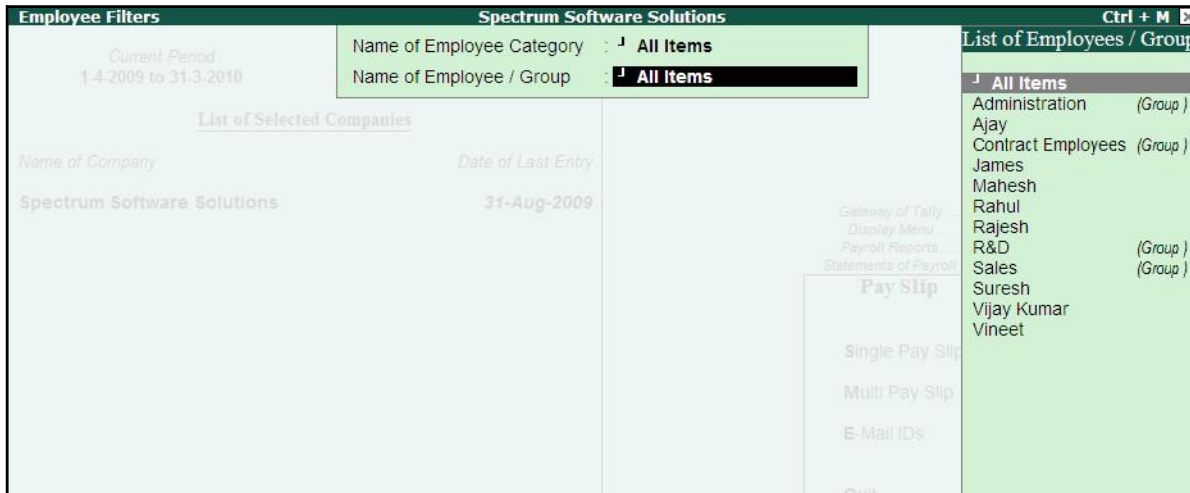 Employee Filters Spectrum Software Solutions Ctrl + M
Name of Employee Category : ┘ All Items
Name of Employee / Group : ┘ All Items
Current Period
1-4-2009 to 31-3-2010
List of Selected Companies
Name of Company Date of Last Entry
Spectrum Software Solutions 31-Aug-2009
Gateway of Tally ...
Display Menu ...
Payroll Reports ...
Statements of Payroll
Pay Slip
Single Pay Slip
Multi Pay Slip
E-Mail IDs
Quit
List of Employees / Group
┘ All Items
Administration (Group )
Ajay
Contract Employees (Group )
James
Mahesh
Rahul
Rajesh
R&D (Group )
Sales (Group )
Suresh
Vijay Kumar
Vineet